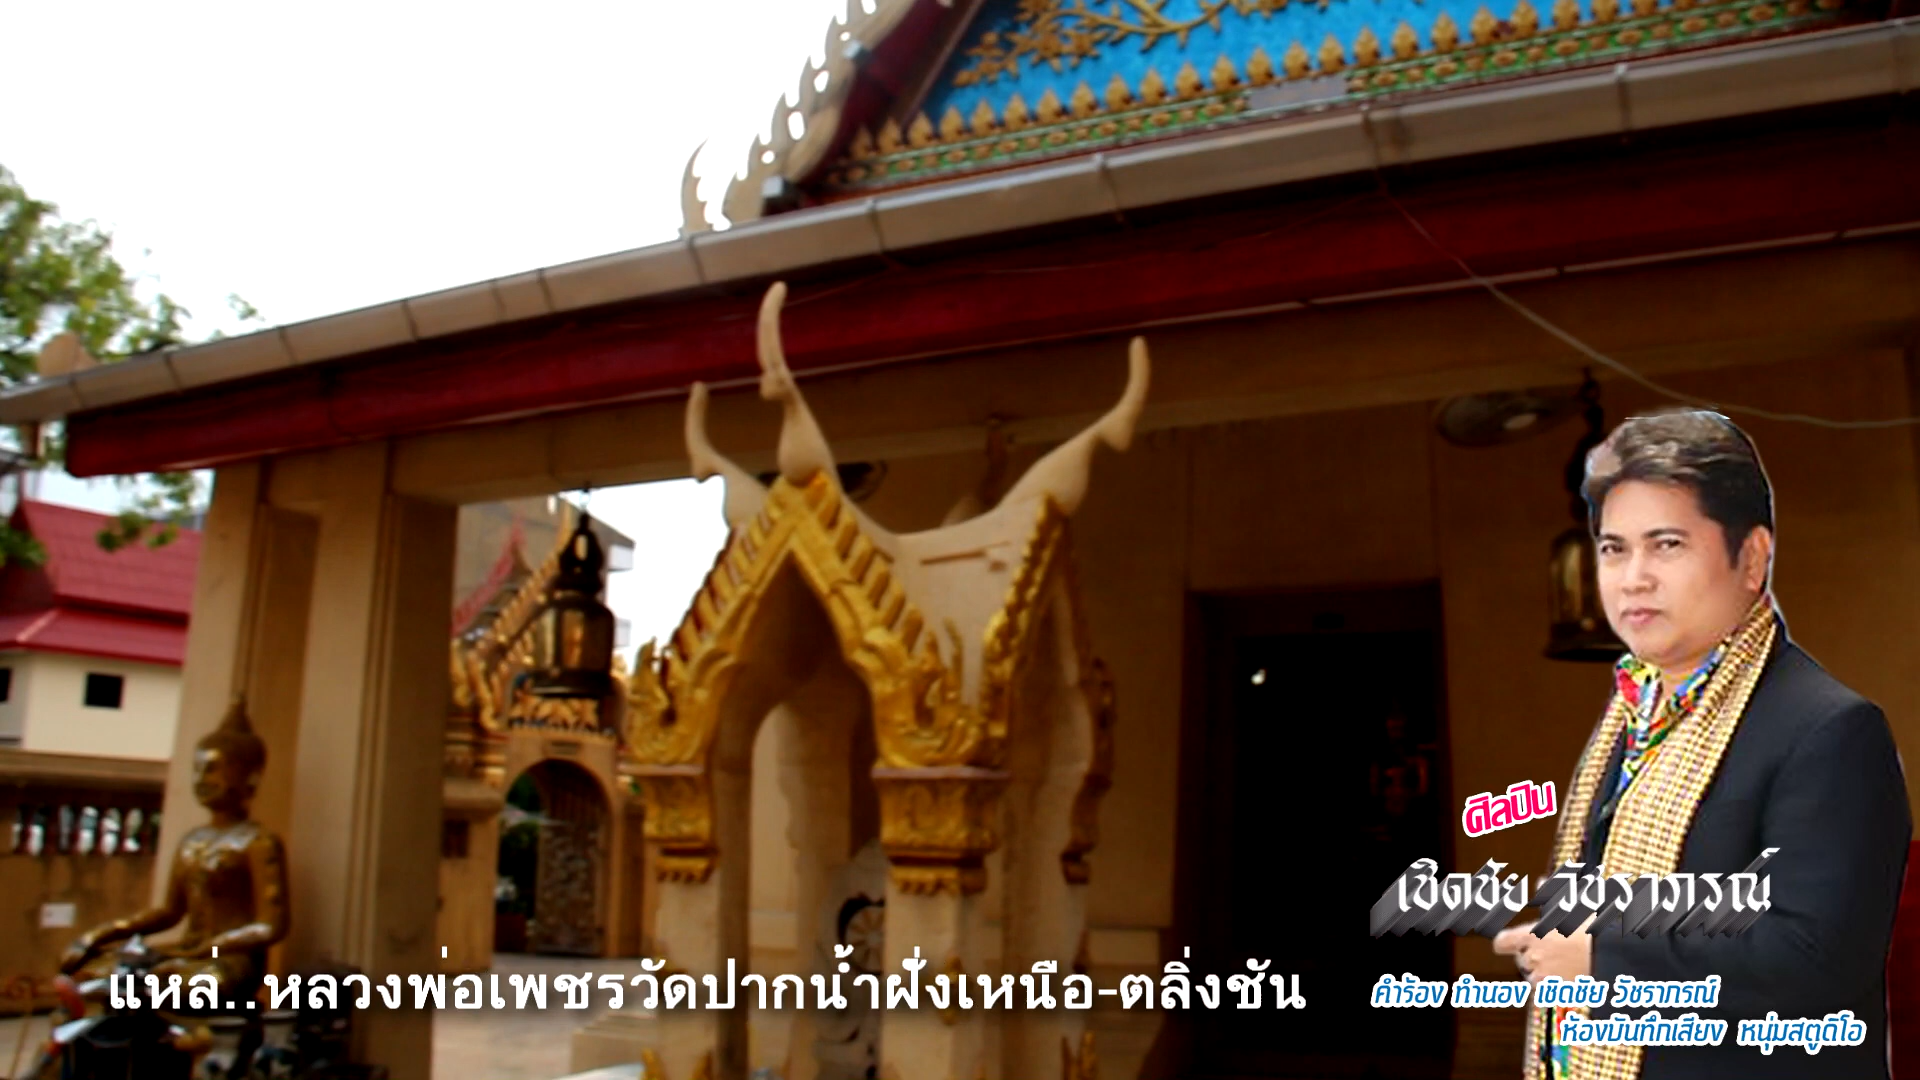 ศิลปิน
เชิดชัย วัชราภรณ์
แหล่..หลวงพ่อเพชรวัดปากน้ำฝั่งเหนือ-ตลิ่งชัน
คำร้อง ทำนอง เชิดชัย วัชราภรณ์
ห้องบันทึกเสียง หนุ่มสตูดิโอ